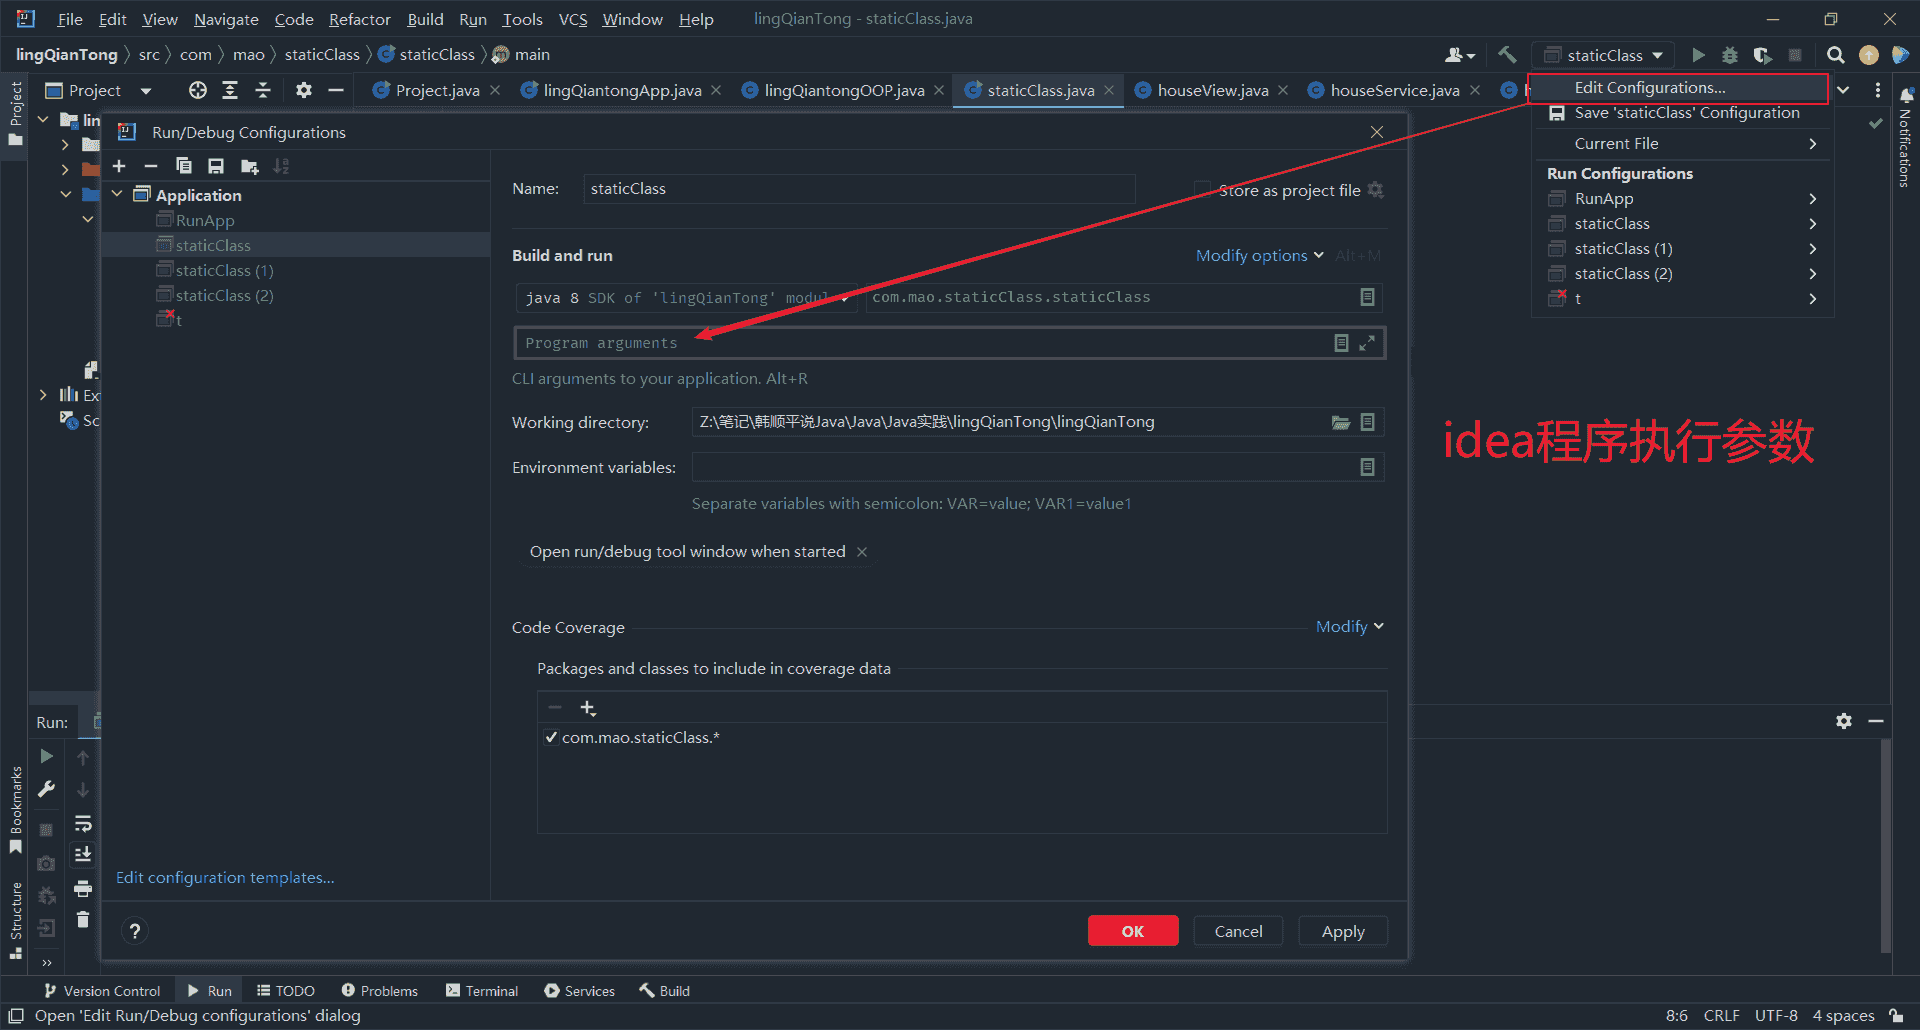 File Edit View Navigate Code Refactor Build Run Tools VCS Window Help lingQianTong - staticClass.java
lingQianTong src com mao staticClass staticClass main
staticClass
Project
Project.java lingQiantongApp.java lingQiantongOOP.java staticClass.java houseView.java houseService.java
Edit Configurations...
Save 'staticClass' Configuration
Current File
Run Configurations
RunApp
staticClass
staticClass (1)
staticClass (2)
t
Project
Notifications
lin
Ex
Sc
Run/Debug Configurations
Application
RunApp
staticClass
staticClass (1)
staticClass (2)
t
Edit configuration templates...
Name: staticClass Store as project file
Build and run Modify options Alt+M
java 8 SDK of 'lingQianTong' modul com.mao.staticClass.staticClass
Program arguments
CLI arguments to your application. Alt+R
Working directory: Z:\笔记\韩顺平说Java\Java\Java实践\lingQianTong\lingQianTong
Environment variables:
Separate variables with semicolon: VAR=value; VAR1=value1
Open run/debug tool window when started
Code Coverage Modify
Packages and classes to include in coverage data
com.mao.staticClass.*
? OK Cancel Apply
idea程序执行参数
Run:
Bookmarks
Structure
Version Control Run TODO Problems Terminal Services Build
Open 'Edit Run/Debug configurations' dialog 8:6 CRLF UTF-8 4 spaces